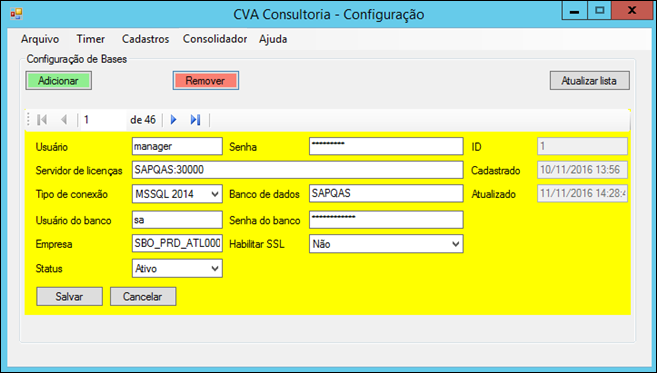 CVA Consultoria - Configuração
Arquivo Timer Cadastros Consolidador Ajuda
Configuração de Bases
Adicionar Remover Atualizar lista
1 de 46
Usuário manager Senha ********* ID 1
Servidor de licenças SAPQAS:30000 Cadastrado 10/11/2016 13:56
Tipo de conexão MSSQL 2014 Banco de dados SAPQAS Atualizado 11/11/2016 14:28:4
Usuário do banco sa Senha do banco ************
Empresa SBO_PRD_ATL000 Habilitar SSL Não
Status Ativo
Salvar Cancelar